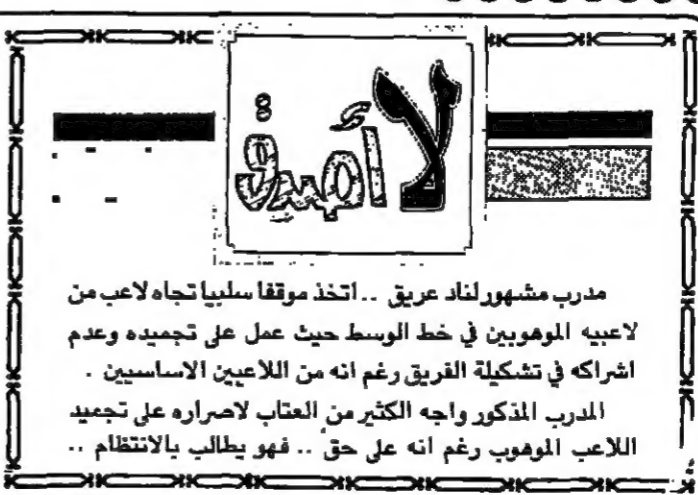 لا أصدق
مدرب مشهور لناد عريق .. اتخذ موقفا سلبيا تجاه لاعب من
لاعبيه الموهوبين في خط الوسط حيث عمل على تجميده وعدم
اشراكه في تشكيلة الفريق رغم انه من اللاعبين الاساسيين .
المدرب المذكور واجه الكثير من العتاب لاصراره على تجميد
اللاعب الموهوب رغم انه على حق .. فهو يطالب بالانتظام ..